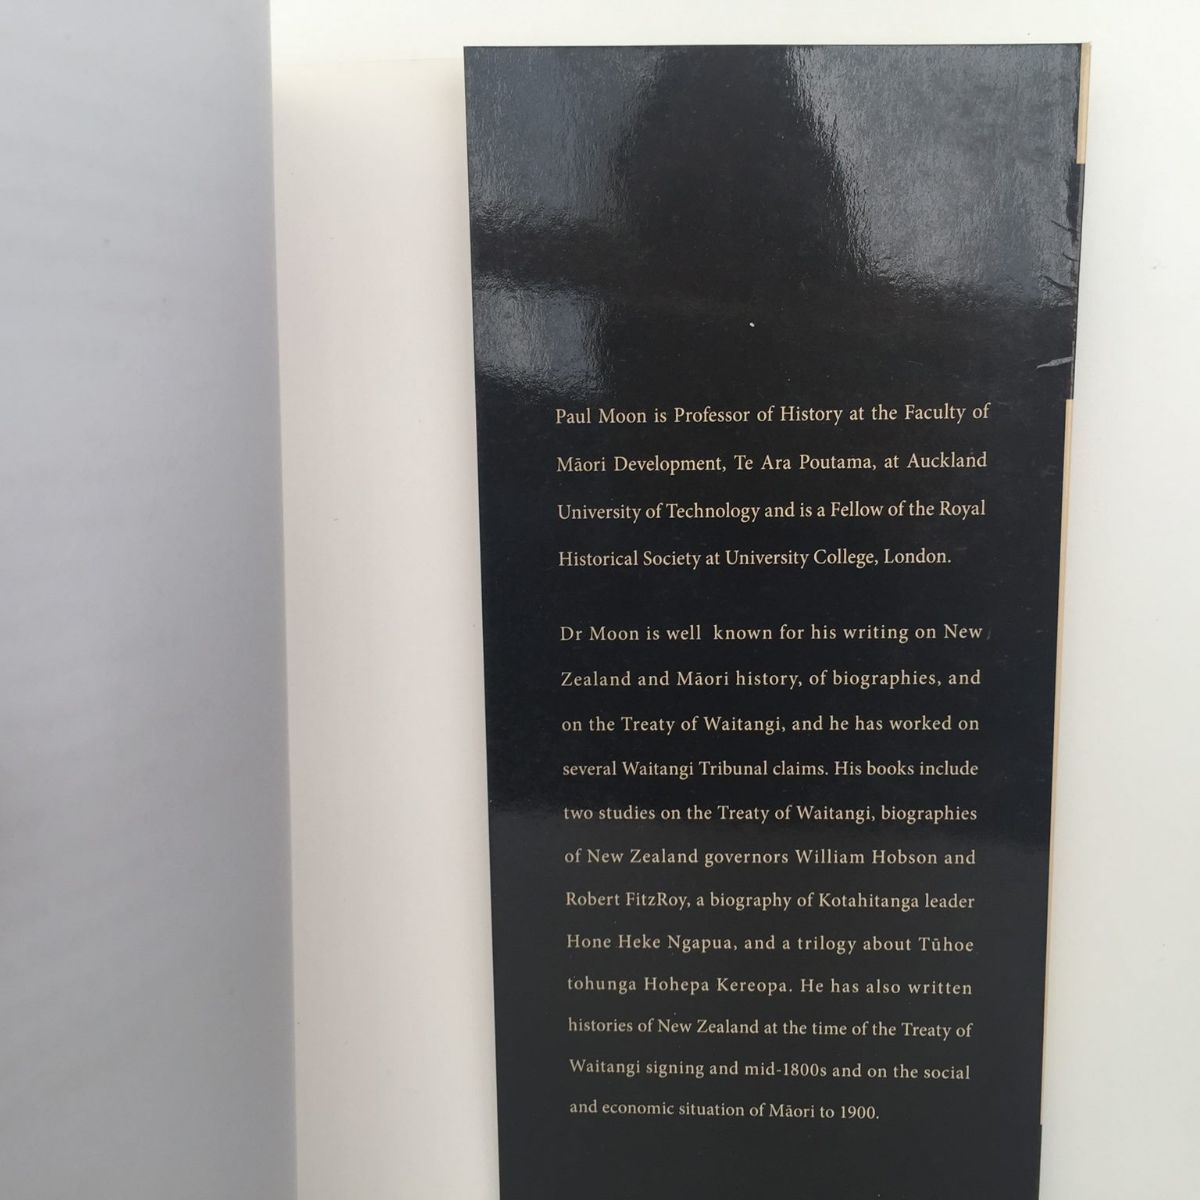 Paul Moon is Professor of History at the Faculty of
Māori Development, Te Ara Poutama, at Auckland
University of Technology and is a Fellow of the Royal
Historical Society at University College, London.
Dr Moon is well known for his writing on New
Zealand and Māori history, of biographies, and
on the Treaty of Waitangi, and he has worked on
several Waitangi Tribunal claims. His books include
two studies on the Treaty of Waitangi, biographies
of New Zealand governors William Hobson and
Robert FitzRoy, a biography of Kotahitanga leader
Hone Heke Ngapua, and a trilogy about Tūhoe
tohunga Hohepa Kereopa. He has also written
histories of New Zealand at the time of the Treaty of
Waitangi signing and mid-1800s and on the social
and economic situation of Māori to 1900.